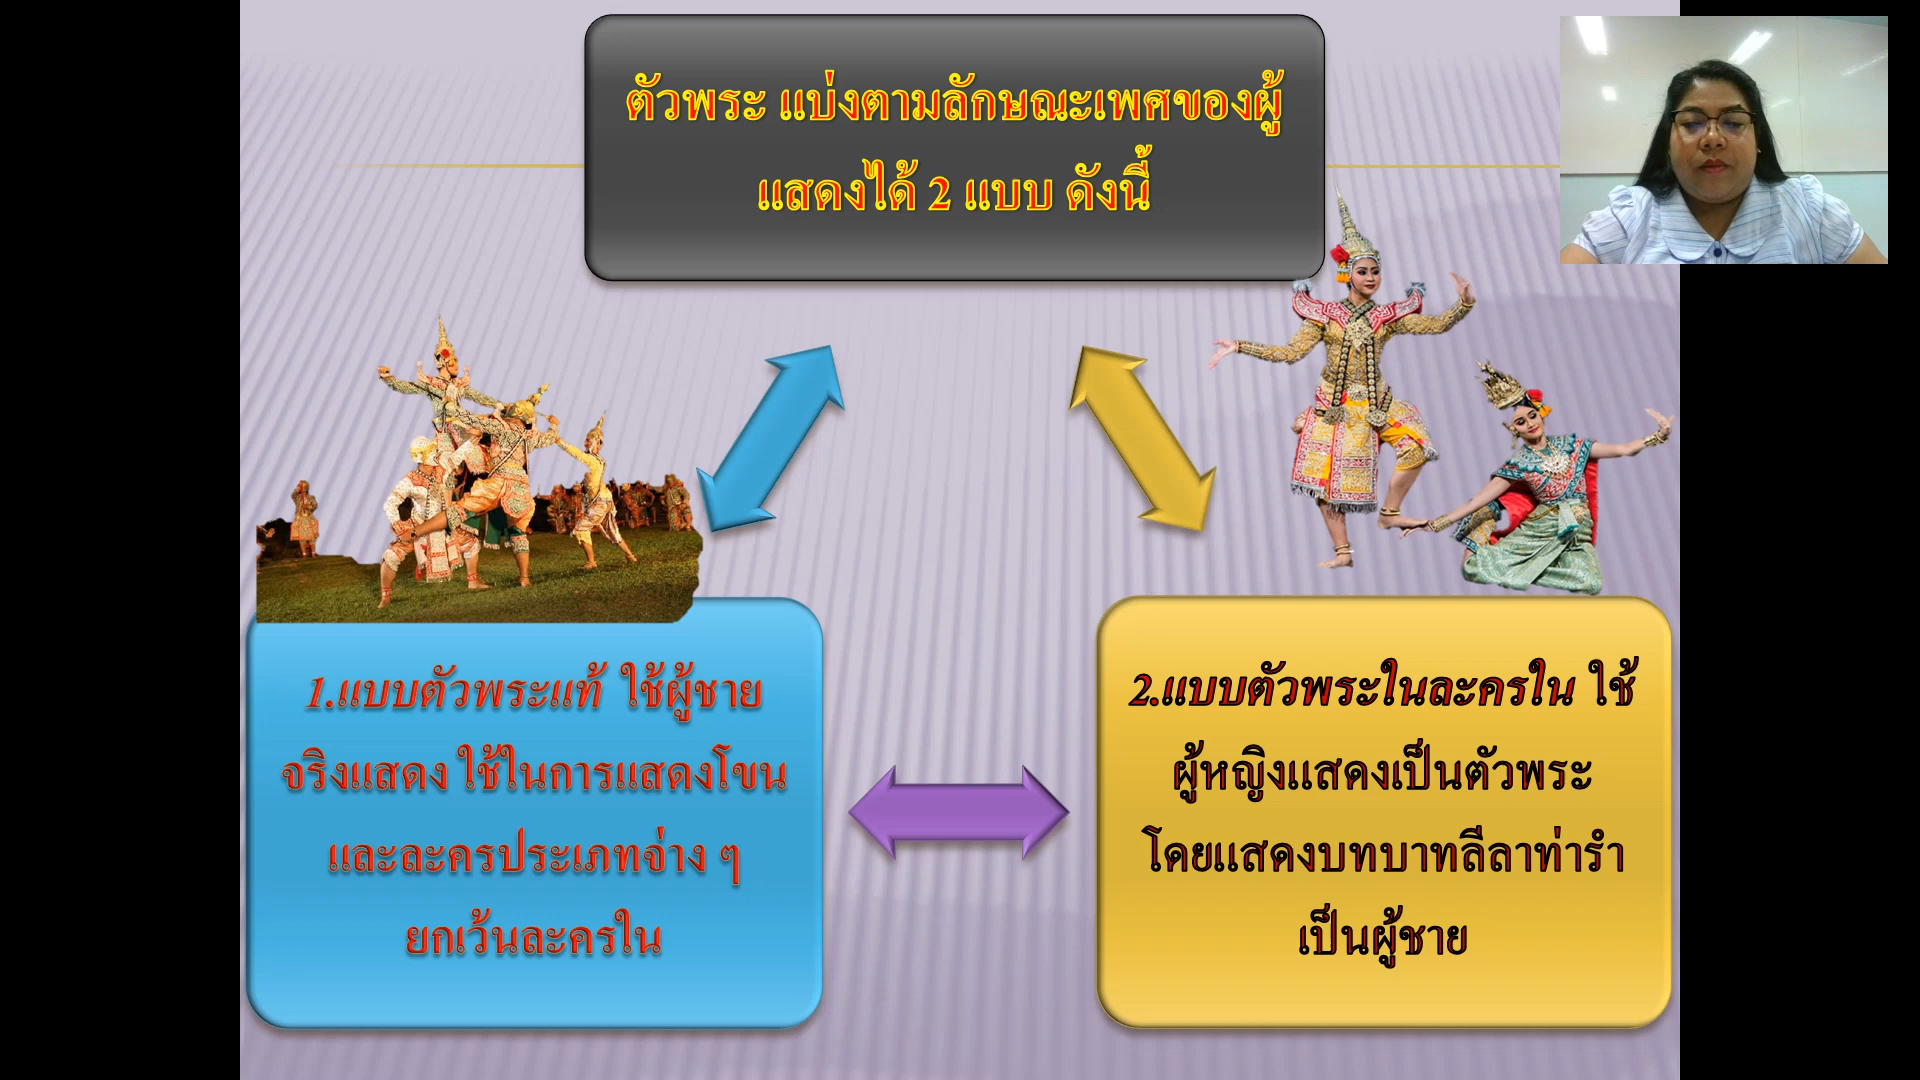 ตัวพระ แบ่งตามลักษณะเพศของผู้
แสดงได้ 2 แบบ ดังนี้
1.แบบตัวพระแท้ ใช้ผู้ชาย
จริงแสดง ใช้ในการแสดงโขน
และละครประเภทจ่าง ๆ
ยกเว้นละครใน
2.แบบตัวพระในละครใน ใช้
ผู้หญิงแสดงเป็นตัวพระ
โดยแสดงบทบาทลีลาท่ารำ
เป็นผู้ชาย